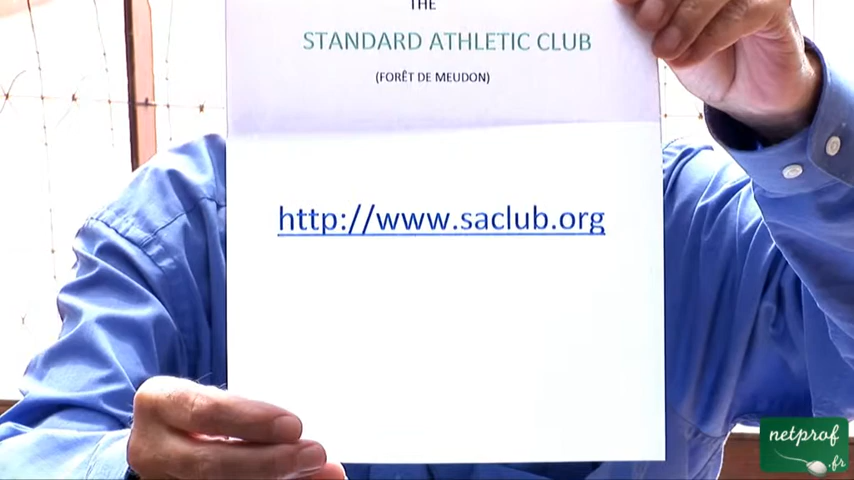 THE
STANDARD ATHLETIC CLUB
(FORÊT DE MEUDON)
http://www.saclub.org
netprof
.fr